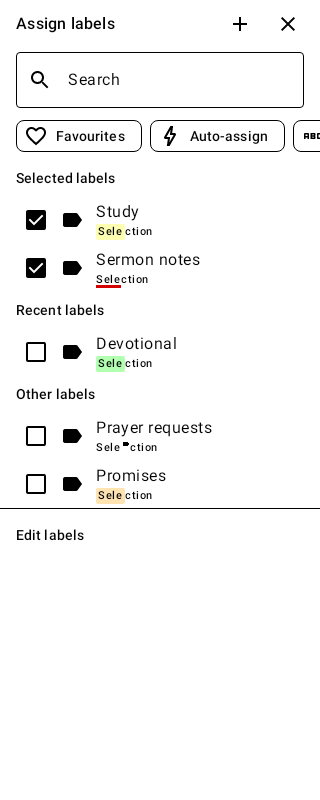 Assign labels
Search
Favourites
Auto-assign
ABC
Selected labels
Study
Selection
Sermon notes
Selection
Recent labels
Devotional
Selection
Other labels
Prayer requests
Selection
Promises
Selection
Edit labels